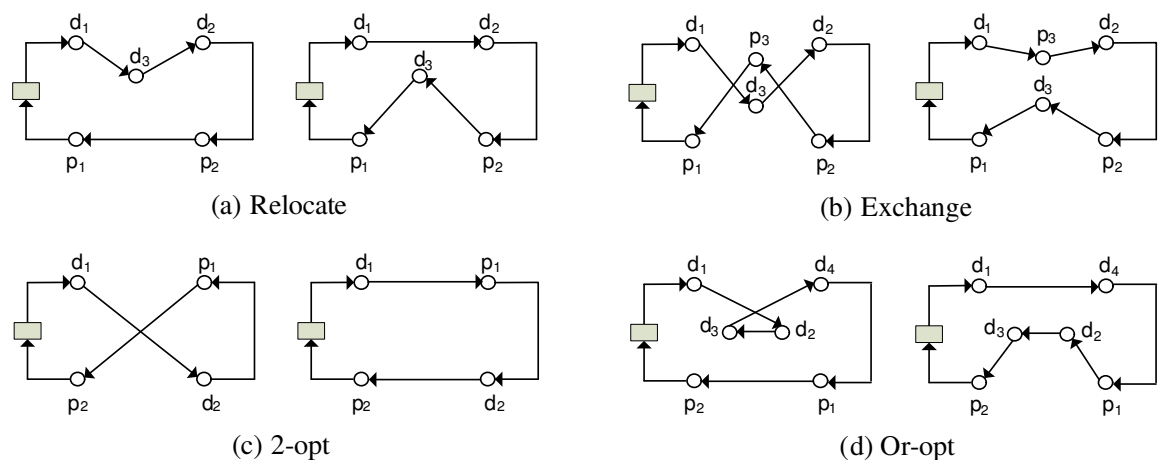 d₁ d₂ d₁ d₂ d₁ p₃ d₂ d₁ p₃ d₂
d₃ d₃ d₃ d₃
p₁ p₂ p₁ p₂ p₁ p₂ p₁ p₂
(a) Relocate (b) Exchange
d₁ p₁ d₁ p₁ d₁ d₄ d₁ d₄
d₃ d₂ d₃ d₂
p₂ d₂ p₂ d₂ p₂ p₁ p₂ p₁
(c) 2-opt (d) Or-opt